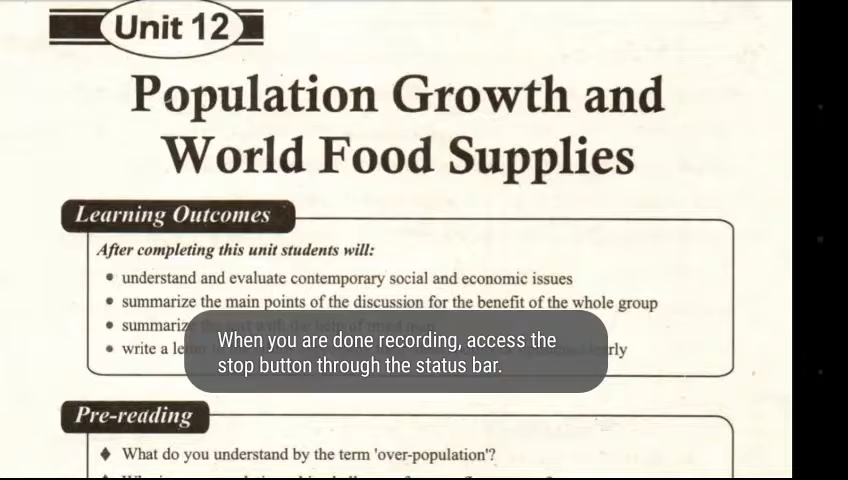 Unit 12
Population Growth and
World Food Supplies
Learning Outcomes
After completing this unit students will:
understand and evaluate contemporary social and economic issues
summarize the main points of the discussion for the benefit of the whole group
summarize
write a
When you are done recording, access the
stop button through the status bar.
Pre-reading
What do you understand by the term 'over-population'?